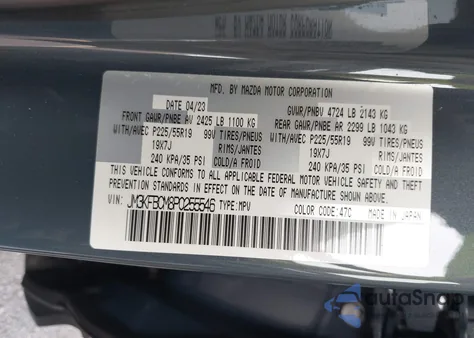 MFD. BY MAZDA MOTOR CORPORATION
DATE 04/23 GVWR/PNBV 4724 LB 2143 KG
FRONT GAWR/PNBE AV 2425 LB 1100 KG REAR GAWR/PNBE AR 2299 LB 1043 KG
WITH/AVEC P225/55R19 99V TIRES/PNEUS WITH/AVEC P225/55R19 99V TIRES/PNEUS
19X7J RIMS/JANTES 19X7J RIMS/JANTES
240 KPA/35 PSI COLD/A FROID 240 KPA/35 PSI COLD/A FROID
THIS VEHICLE CONFORMS TO ALL APPLICABLE FEDERAL MOTOR VEHICLE
SAFETY, BUMPER, AND THEFT PREVENTION STANDARDS IN EFFECT ON THE
DATE OF MANUFACTURE SHOWN ABOVE.
JM3KFBCM8P0255546 TYPE:MPV COLOR:47C MADE IN JAPAN
AutoSnap